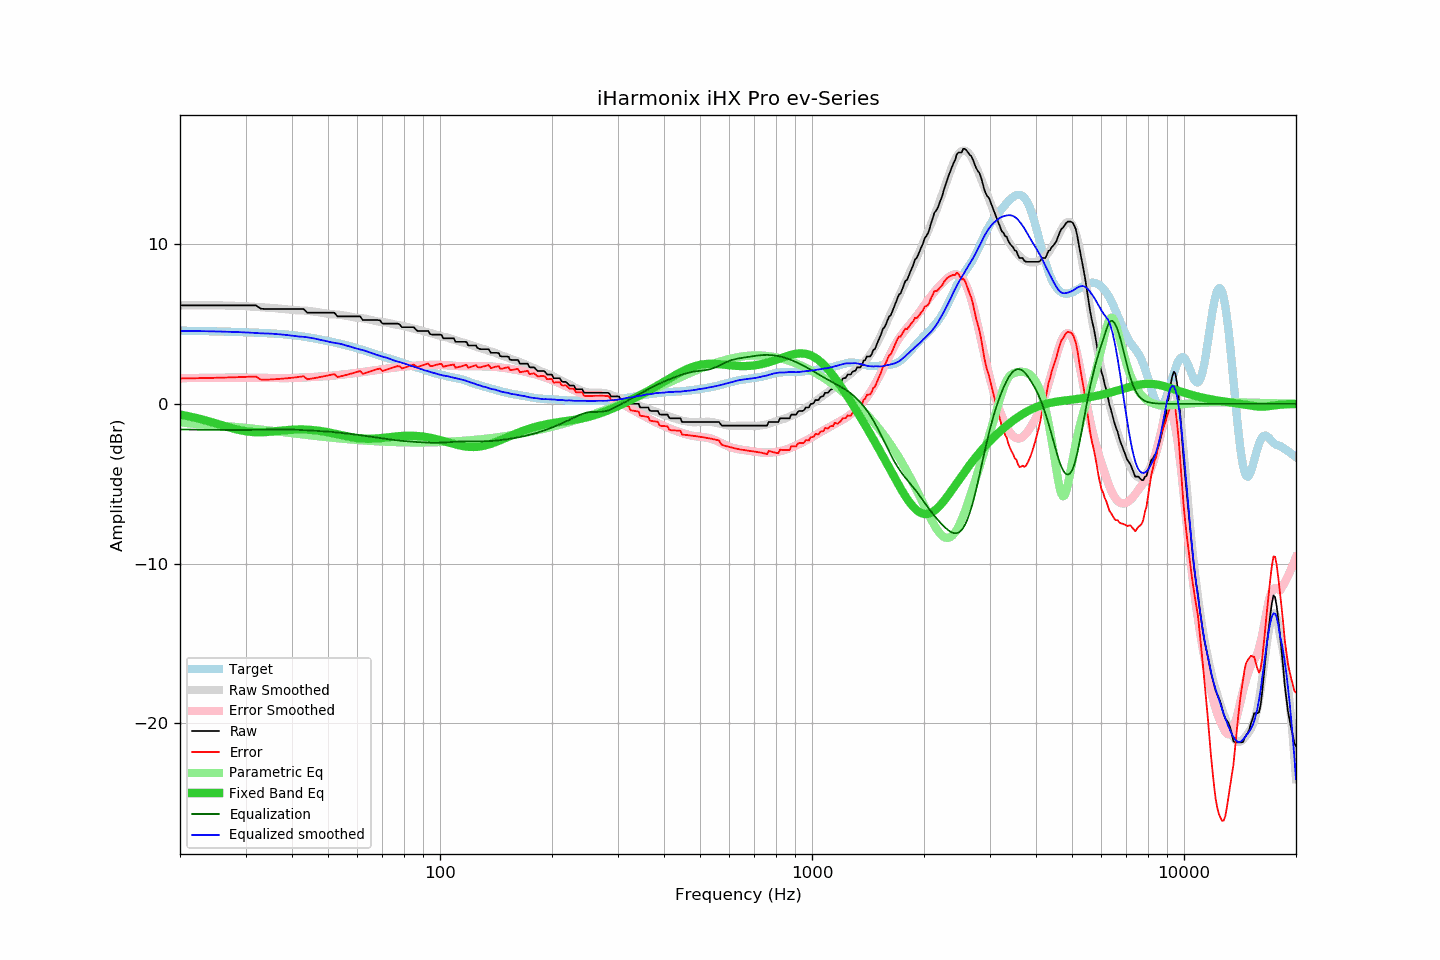 iHarmonix iHX Pro ev-Series
Amplitude (dBr)
10
0
−10
−20
Target
Raw Smoothed
Error Smoothed
Raw
Error
Parametric Eq
Fixed Band Eq
Equalization
Equalized smoothed
100
1000
10000
Frequency (Hz)